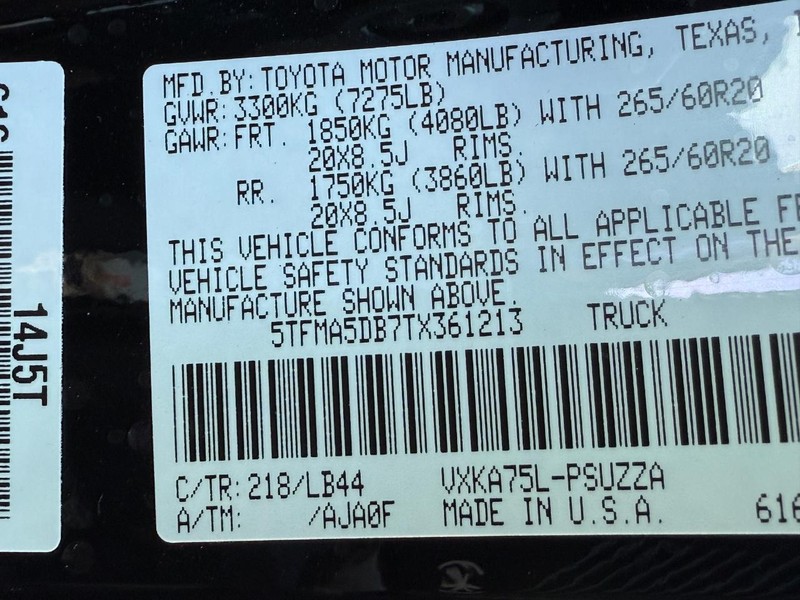 14J5T
MFD.BY:TOYOTA MOTOR MANUFACTURING, TEXAS,
GVWR:3300KG (7275LB)
GAWR:FRT. 1850KG (4080LB) WITH 265/60R20
20X8.5J RIMS.
RR. 1750KG (3860LB) WITH 265/60R20
20X8.5J RIMS.
THIS VEHICLE CONFORMS TO ALL APPLICABLE FE
VEHICLE SAFETY STANDARDS IN EFFECT ON THE
MANUFACTURE SHOWN ABOVE.
5TFMA5DB7TX361213 TRUCK
C/TR:218/LB44 VXKA75L-PSUZZA
A/TM: /AJA0F MADE IN U.S.A. 616